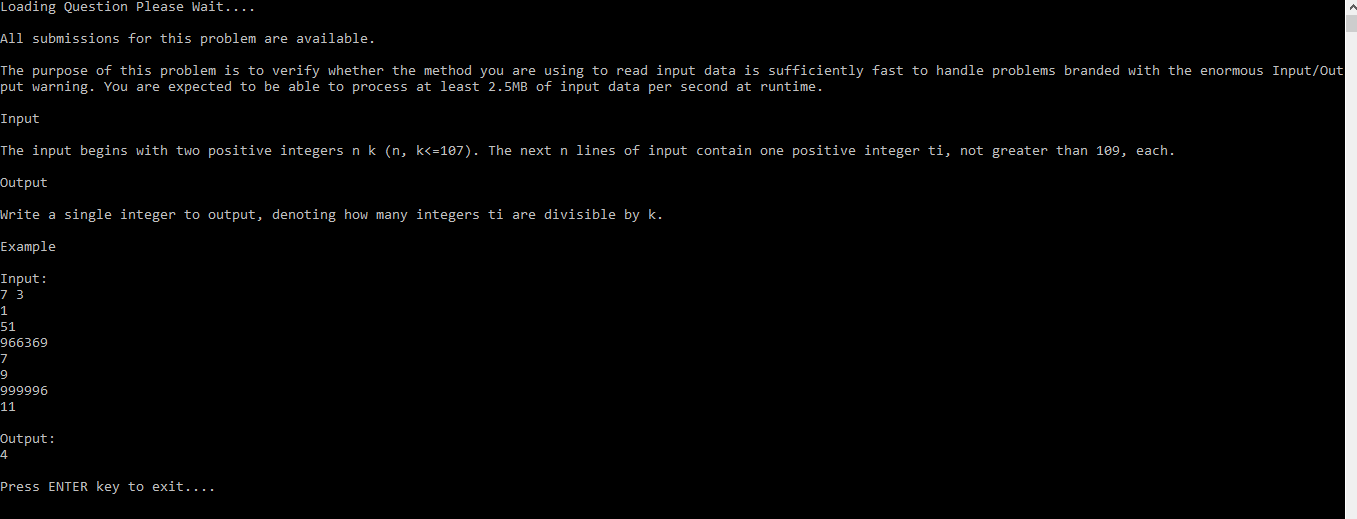 Loading Question Please Wait....
All submissions for this problem are available.
The purpose of this problem is to verify whether the method you are using to read input data is sufficiently fast to handle problems branded with the enormous Input/Out
put warning. You are expected to be able to process at least 2.5MB of input data per second at runtime.
Input
The input begins with two positive integers n k (n, k<=107). The next n lines of input contain one positive integer ti, not greater than 109, each.
Output
Write a single integer to output, denoting how many integers ti are divisible by k.
Example
Input:
7 3
1
51
966369
7
9
999996
11
Output:
4
Press ENTER key to exit....